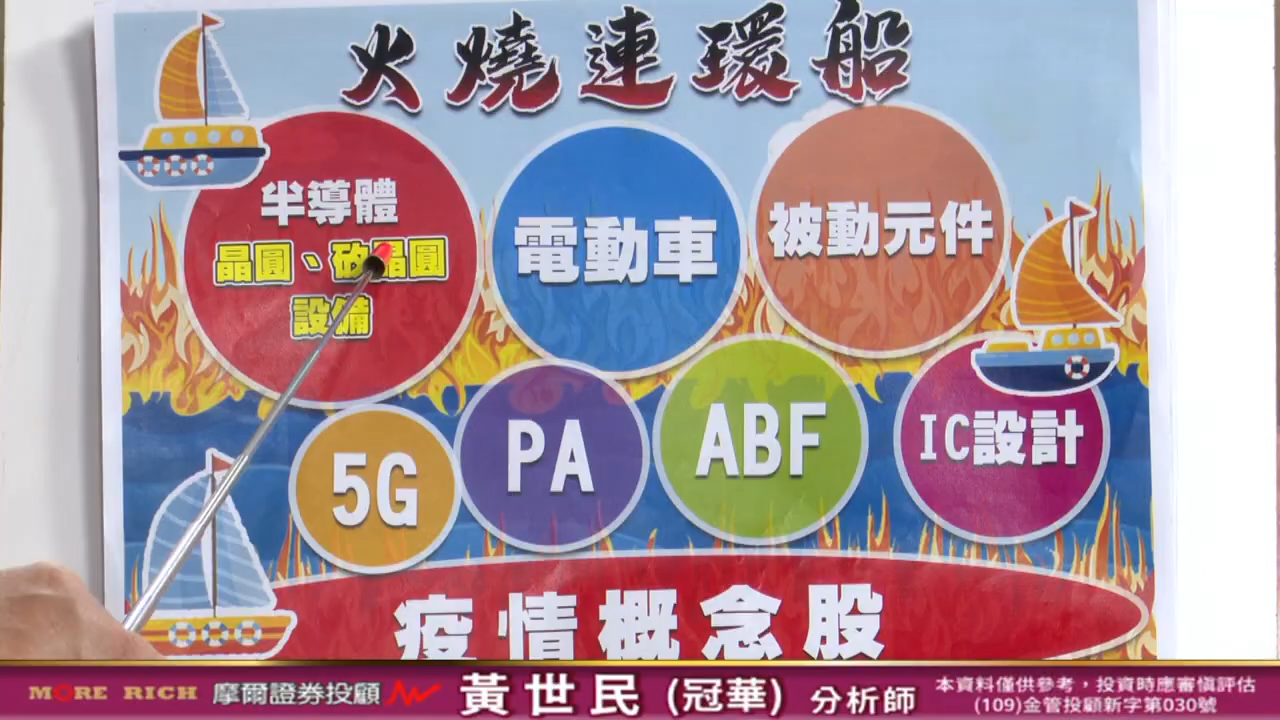 火燒連環船
半導體
晶圓、矽晶圓
設備
電動車
被動元件
5G
PA
ABF
IC設計
疫情概念股
MORE RICH 摩爾證券投顧
黃世民(冠華) 分析師
本資料僅供參考，投資時應審慎評估
(109)金管投顧新字第030號